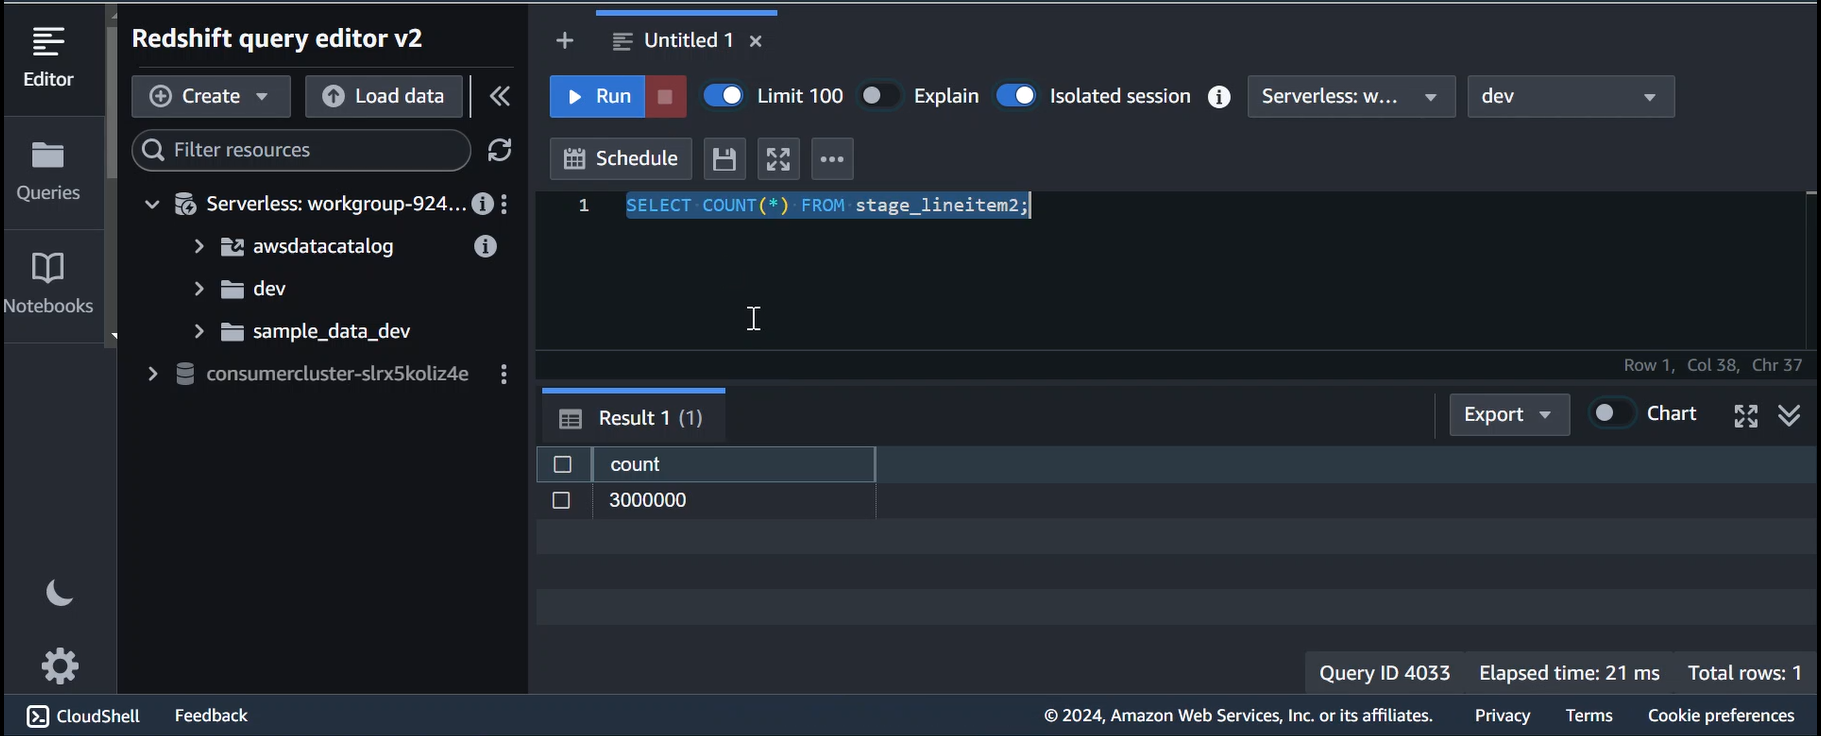 Redshift query editor v2
Editor
Queries
Notebooks
Create
Load data
Filter resources
Serverless: workgroup-924...
awsdatacatalog
dev
sample_data_dev
consumercluster-slrx5koliz4e
Untitled 1
Run
Limit 100
Explain
Isolated session
Serverless: w...
dev
Schedule
1 SELECT COUNT(*) FROM stage_lineitem2;
Row 1, Col 38, Chr 37
Result 1 (1)
Export
Chart
count
3000000
Query ID 4033 Elapsed time: 21 ms Total rows: 1
CloudShell Feedback © 2024, Amazon Web Services, Inc. or its affiliates. Privacy Terms Cookie preferences